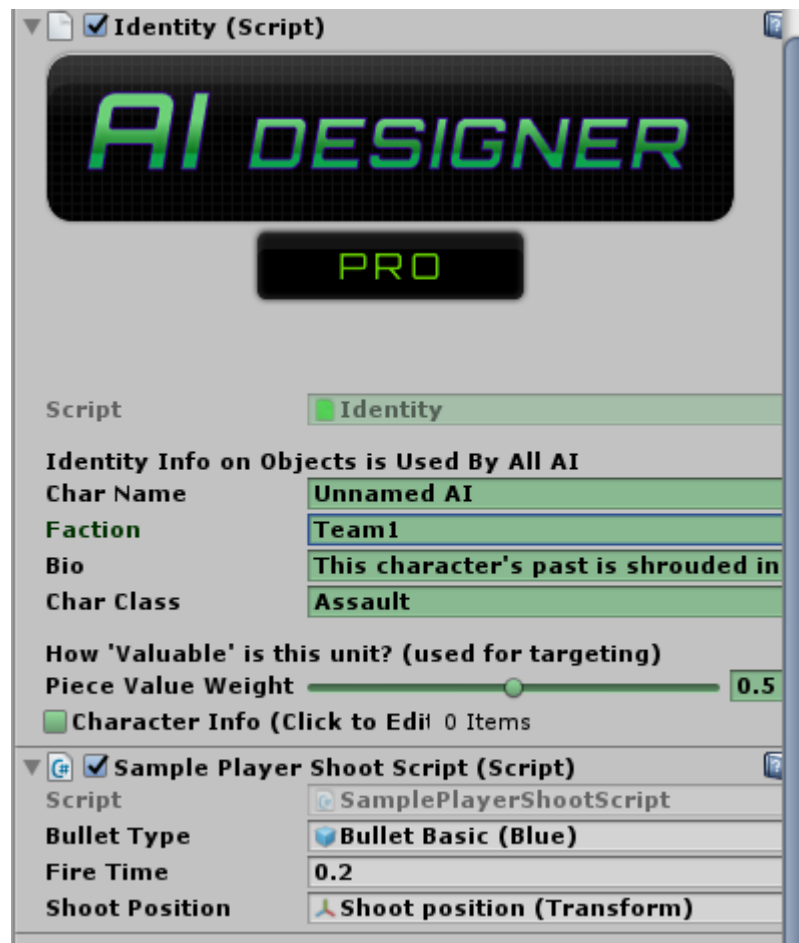 Identity (Script)
AI DESIGNER
PRO
Script Identity
Identity Info on Objects is Used By All AI
Char Name Unnamed AI
Faction Team1
Bio This character's past is shrouded in
Char Class Assault
How 'Valuable' is this unit? (used for targeting)
Piece Value Weight 0.5
Character Info (Click to Edit 0 Items
Sample Player Shoot Script (Script)
Script SamplePlayerShootScript
Bullet Type Bullet Basic (Blue)
Fire Time 0.2
Shoot Position Shoot position (Transform)